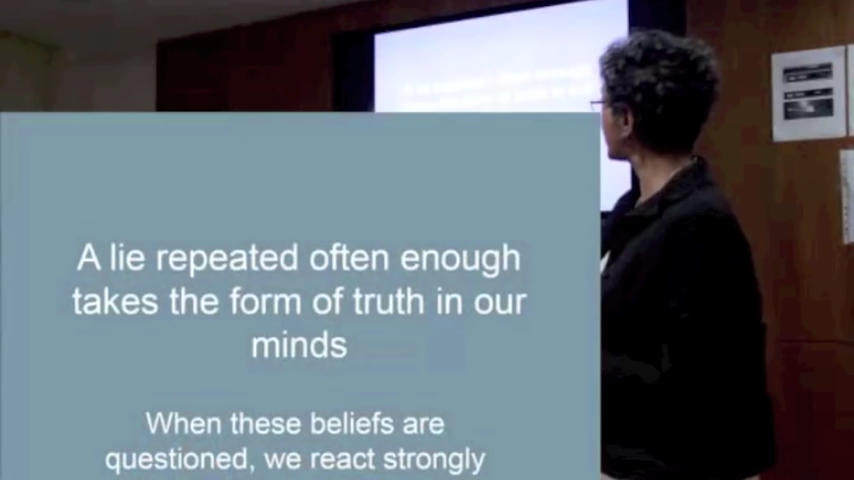 A lie repeated often enough
takes the form of truth in our
minds
When these beliefs are
questioned, we react strongly